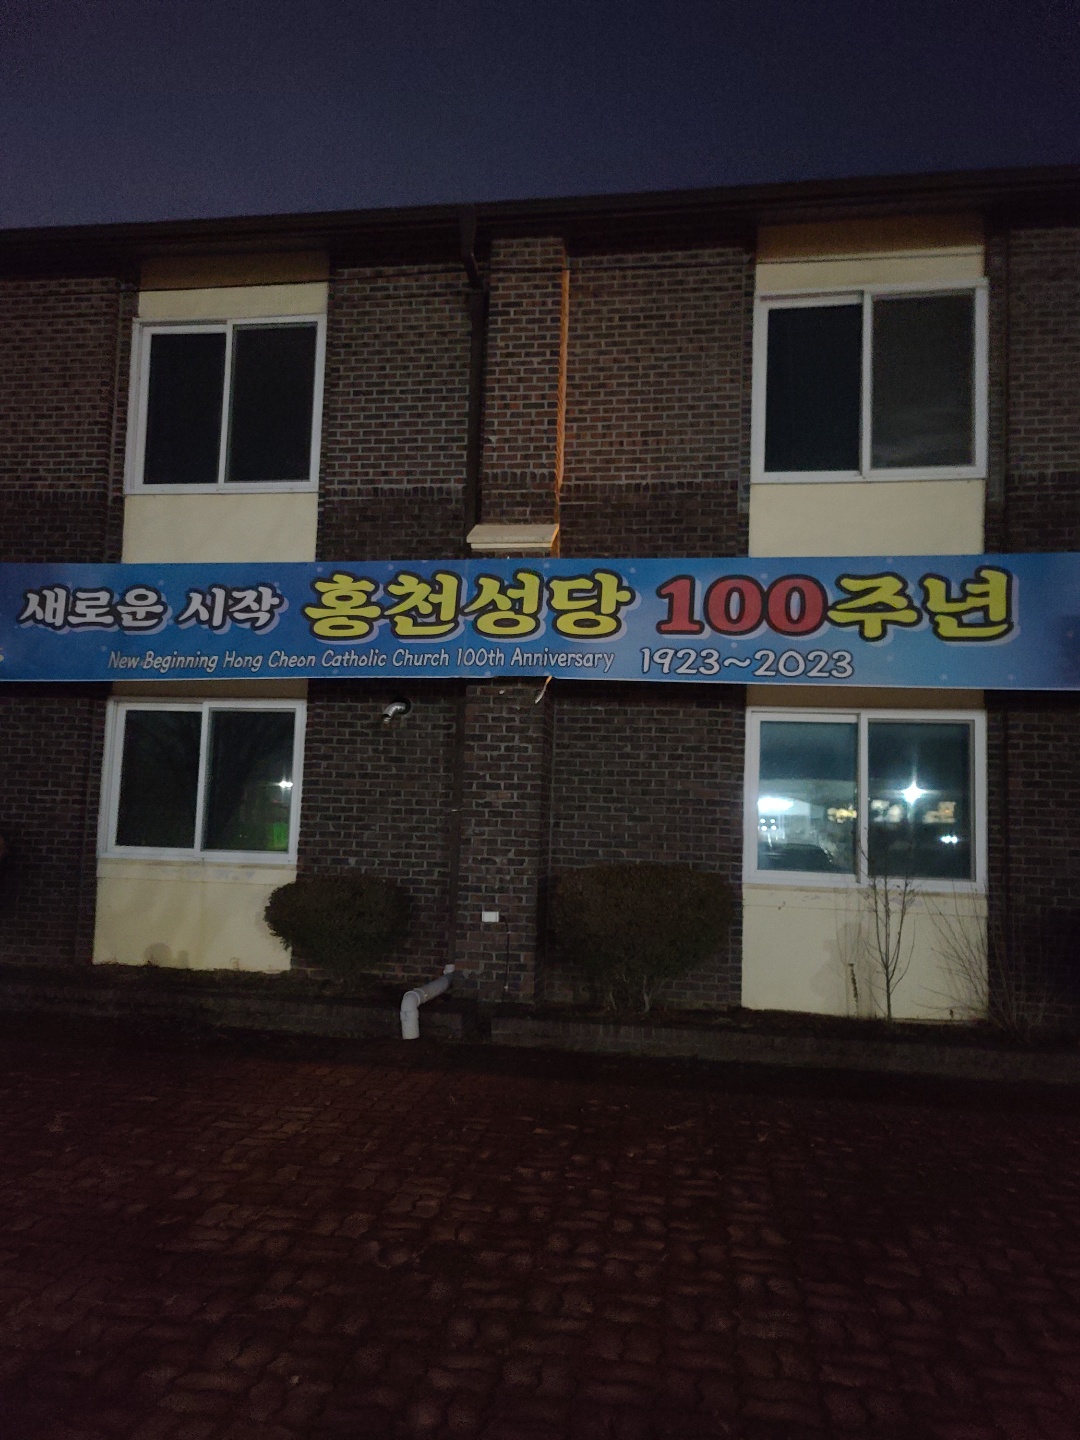 새로운 시작 홍천성당 100주년
New Beginning Hong Cheon Catholic Church 100th Anniversary 1923~2023